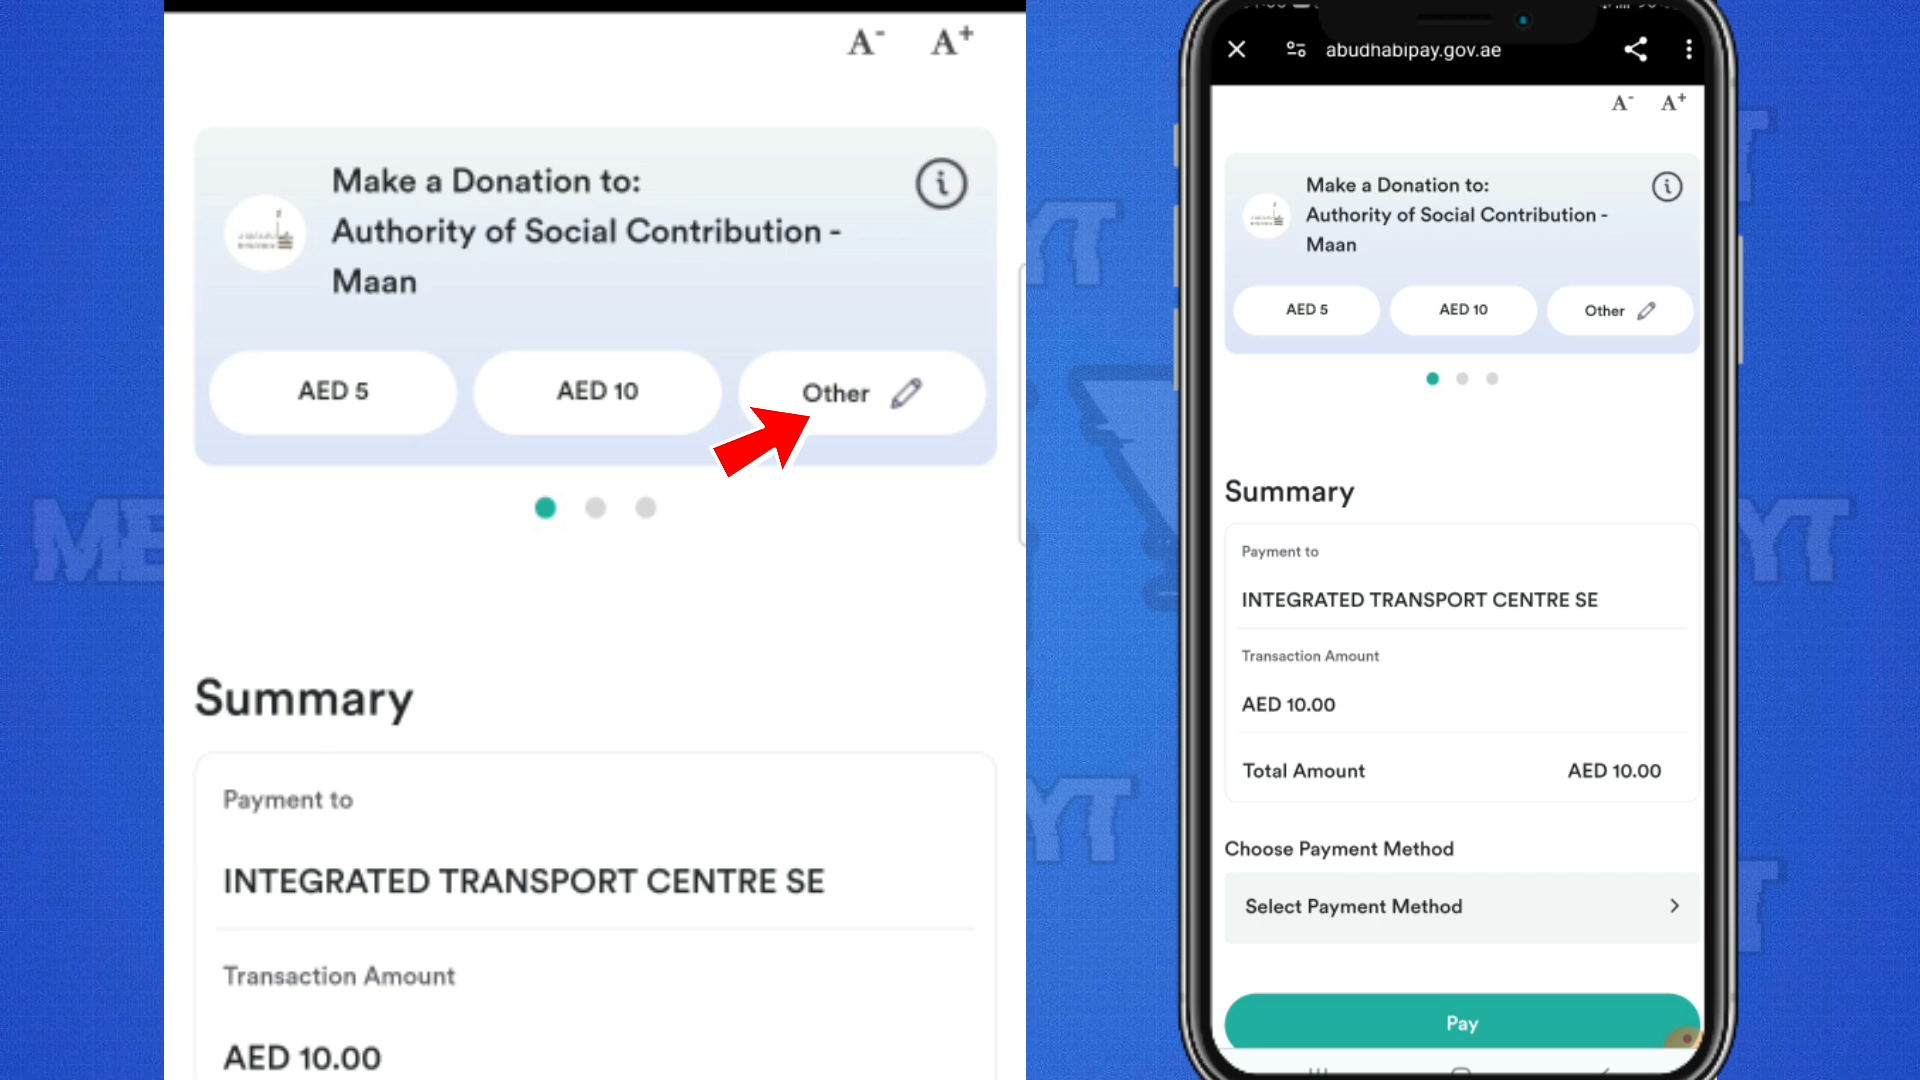 A- A+
Make a Donation to:
Authority of Social Contribution -
Maan
AED 5
AED 10
Other
Summary
Payment to
INTEGRATED TRANSPORT CENTRE SE
Transaction Amount
AED 10.00
abudhabipay.gov.ae
A- A+
Make a Donation to:
Authority of Social Contribution -
Maan
AED 5
AED 10
Other
Summary
Payment to
INTEGRATED TRANSPORT CENTRE SE
Transaction Amount
AED 10.00
Total Amount AED 10.00
Choose Payment Method
Select Payment Method
Pay